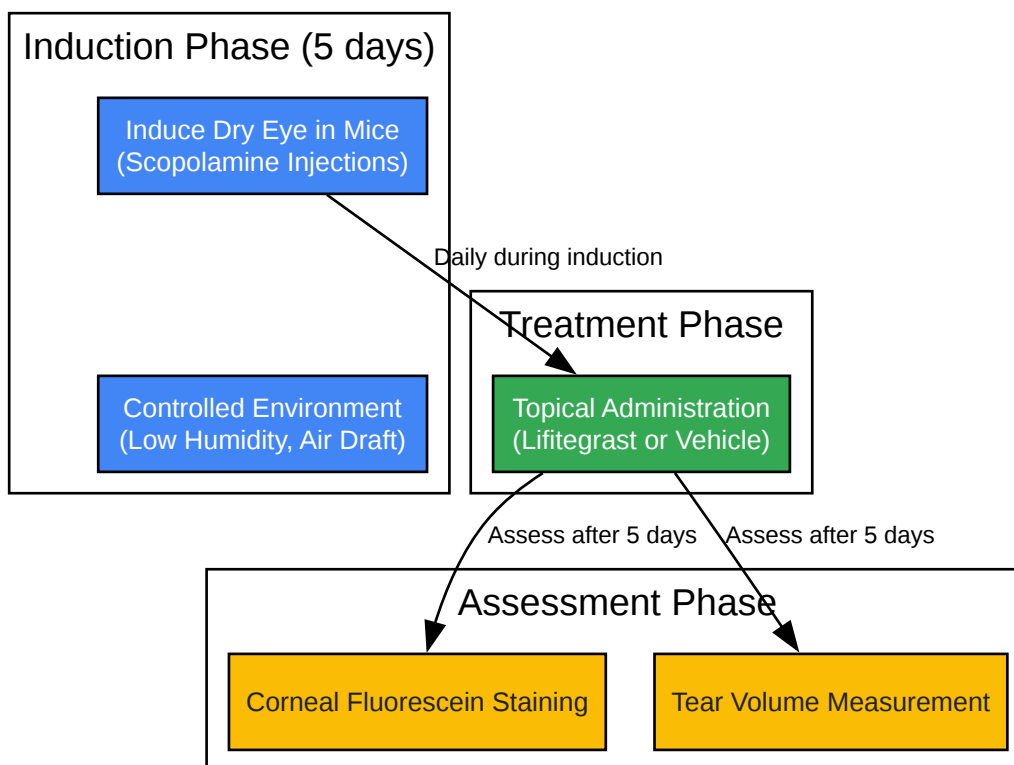 Induction Phase (5 days)
Induce Dry Eye in Mice
(Scopolamine Injections)
Daily during induction
Controlled Environment
(Low Humidity, Air Draft)
Treatment Phase
Topical Administration
(Lifitegrast or Vehicle)
Assess after 5 days
Assess after 5 days
Assessment Phase
Corneal Fluorescein Staining
Tear Volume Measurement